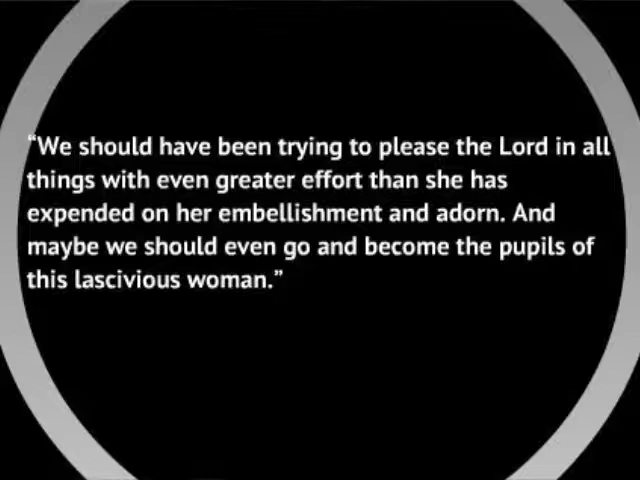 “We should have been trying to please the Lord in all
things with even greater effort than she has
expended on her embellishment and adorn. And
maybe we should even go and become the pupils of
this lascivious woman.”